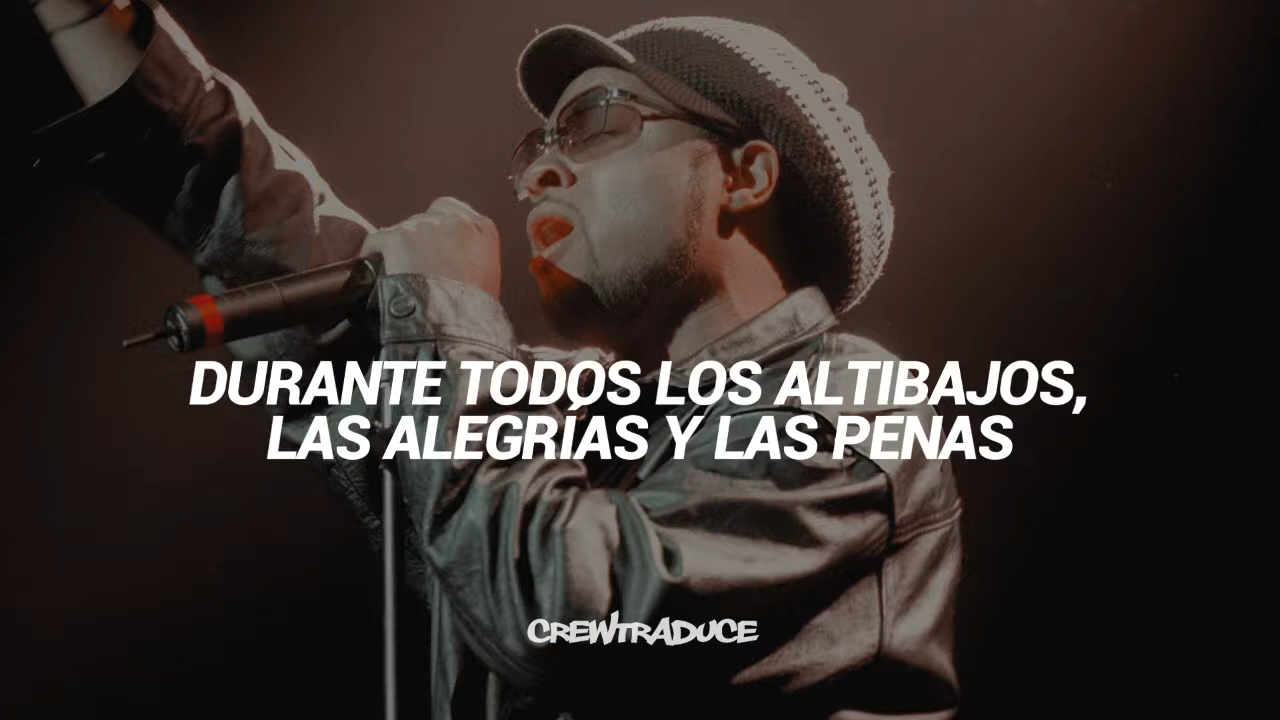 DURANTE TODOS LOS ALTIBAJOS,
LAS ALEGRÍAS Y LAS PENAS
CREWTRADUCE